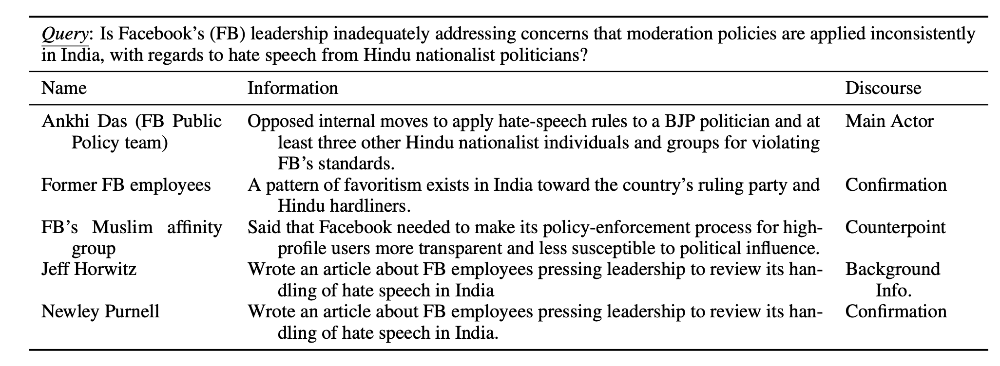 Query: Is Facebook’s (FB) leadership inadequately addressing concerns that moderation policies are applied inconsistently
in India, with regards to hate speech from Hindu nationalist politicians?
Name Information Discourse
Ankhi Das (FB Public Opposed internal moves to apply hate-speech rules to a BJP politician and at Main Actor
Policy team) least three other Hindu nationalist individuals and groups for violating
FB’s standards.
Former FB employees A pattern of favoritism exists in India toward the country’s ruling party and Confirmation
Hindu hardliners.
FB’s Muslim affinity Said that Facebook needed to make its policy-enforcement process for high- Counterpoint
group profile users more transparent and less susceptible to political influence.
Jeff Horwitz Wrote an article about FB employees pressing leadership to review its han- Background
dling of hate speech in India Info.
Newley Purnell Wrote an article about FB employees pressing leadership to review its han- Confirmation
dling of hate speech in India.